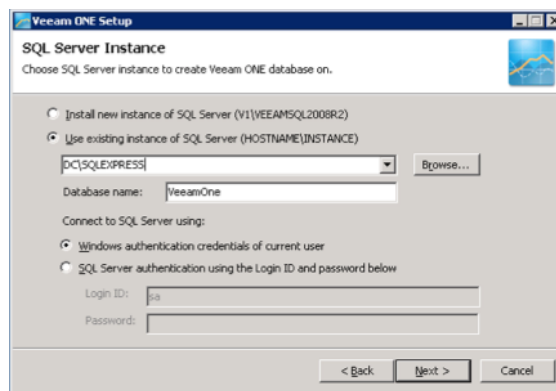 Veeam ONE Setup
SQL Server Instance
Choose SQL Server instance to create Veeam ONE database on.
Install new instance of SQL Server (V1\VEEAMSQL2008R2)
Use existing instance of SQL Server (HOSTNAME\INSTANCE)
DC\SQLEXPRESS
Browse...
Database name: VeeamOne
Connect to SQL Server using:
Windows authentication credentials of current user
SQL Server authentication using the Login ID and password below
Login ID: sa
Password:
< Back Next > Cancel